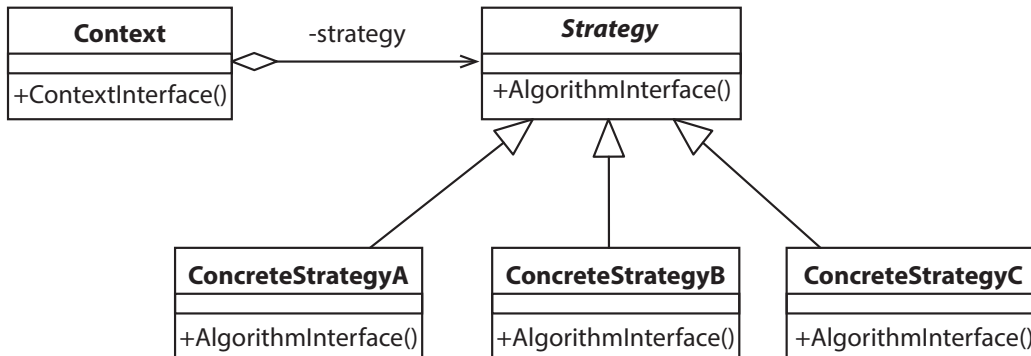 Context
-strategy
Strategy
+ContextInterface()
+AlgorithmInterface()
ConcreteStrategyA
ConcreteStrategyB
ConcreteStrategyC
+AlgorithmInterface()
+AlgorithmInterface()
+AlgorithmInterface()